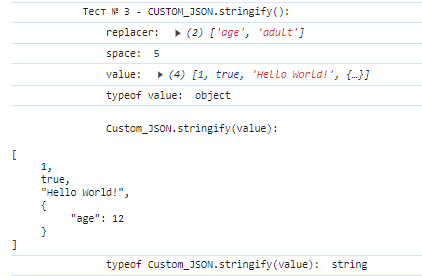 Тест № 3 - CUSTOM_JSON.stringify():
replacer: ▶ (2) ['age', 'adult']
space: 5
value: ▶ (4) [1, true, 'Hello World!', {…}]
typeof value: object
Custom_JSON.stringify(value):
[
1,
true,
"Hello World!",
{
"age": 12
}
]
typeof Custom_JSON.stringify(value): string